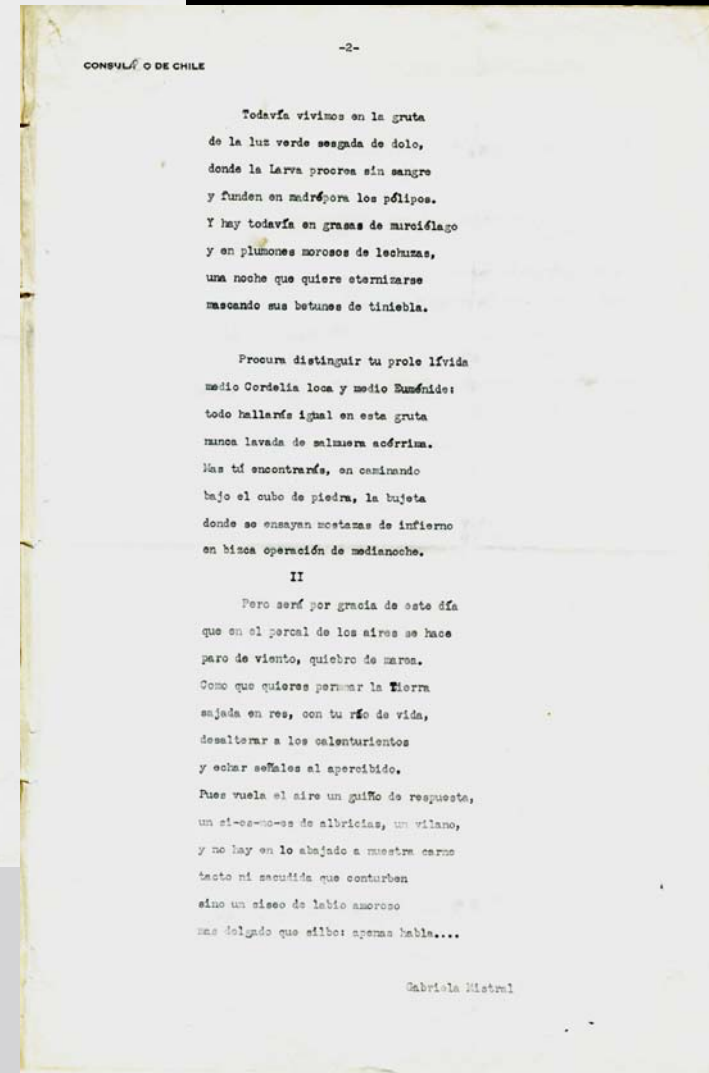 -2-
CONSUL O DE CHILE
Todavía vivimos en la gruta
de la luz verde sesgada de dolo,
donde la Larva procrea sin sangre
y funden en madrépora los pólipos.
Y hay todavía en grasas de murciélago
y en plumones morosos de lechuzas,
una noche que quiere eternizarse
mascando sus betunes de tiniebla.
Procura distinguir tu prole lívida
medio Cordelia loca y medio Euménide:
todo hallarás igual en esta gruta
nunca lavada de salmuera acérrima.
Mas tú encontrarás, en caminando
bajo el cubo de piedra, la bujeta
donde se ensayan mostazas de infierno
en bizca operación de medianoche.
II
Pero será por gracia de este día
que en el percal de los aires se hace
paro de viento, quiebro de marea.
Como que quieres permear la Tierra
sajada en res, con tu río de vida,
desalterar a los calenturientos
y echar señales al apercibido.
Pues vuela el aire un guiño de respuesta,
un si-es-no-es de albricias, un vilano,
y no hay en lo abajado a nuestra carne
tacto ni sacudida que conturben
sino un siseo de labio amoroso
mas delgado que silbo: apenas habla....
Gabriela Mistral